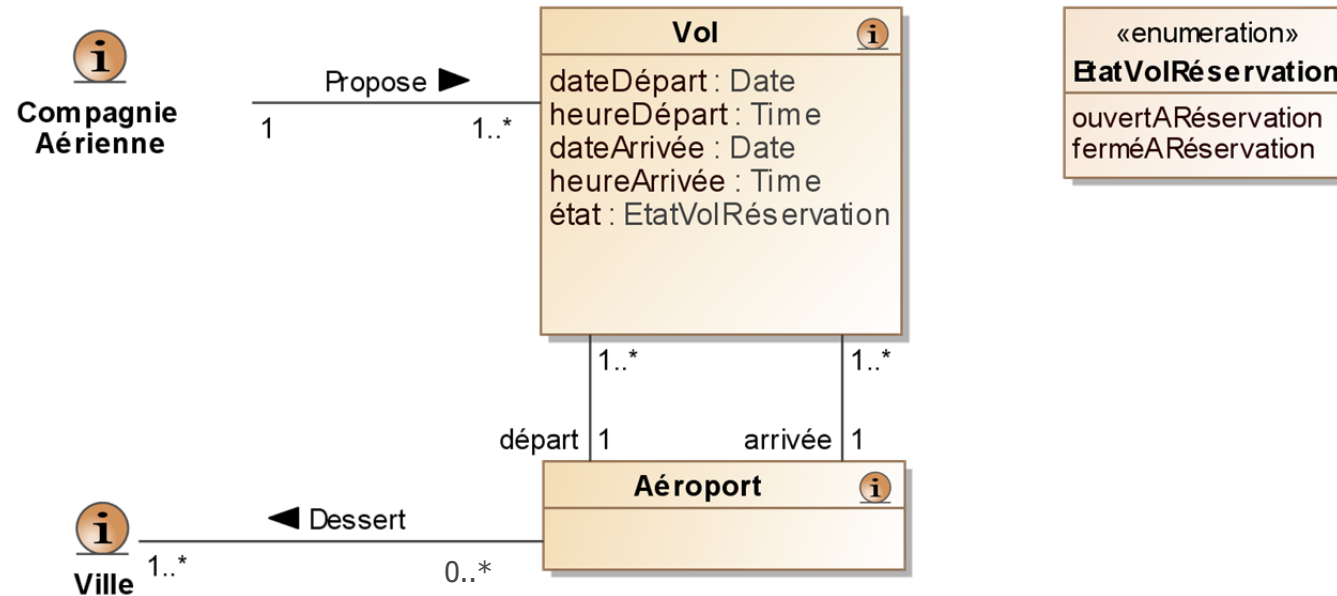 Vol
i
«enumeration»
EtatVolRéservation
ouvertARéservation
ferméARéservation
i
Compagnie
Aérienne
Propose
1
1..*
dateDépart : Date
heureDépart : Time
dateArrivée : Date
heureArrivée : Time
état : EtatVolRéservation
1..*
1..*
départ
1
arrivée
1
Aéroport
i
Dessert
i
Ville
1..*
0..*